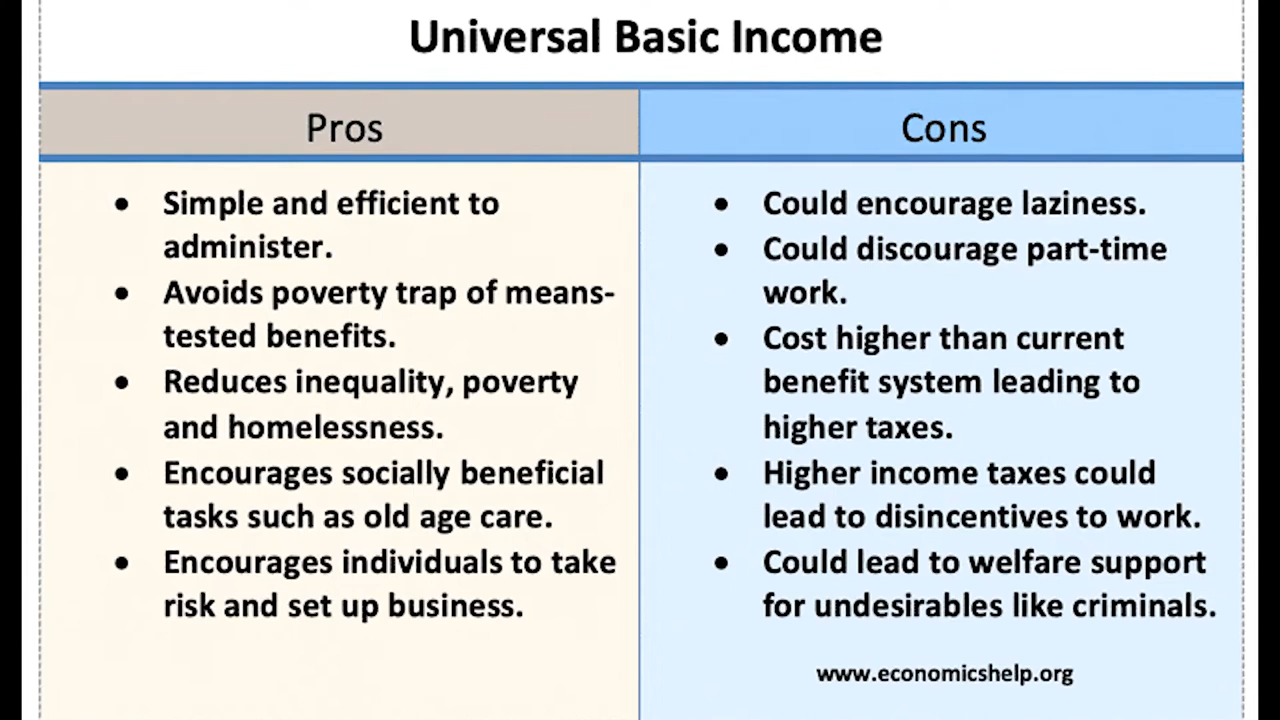 Universal Basic Income
Pros
• Simple and efficient to
administer.
• Avoids poverty trap of means-
tested benefits.
• Reduces inequality, poverty
and homelessness.
• Encourages socially beneficial
tasks such as old age care.
• Encourages individuals to take
risk and set up business.
Cons
• Could encourage laziness.
• Could discourage part-time
work.
• Cost higher than current
benefit system leading to
higher taxes.
• Higher income taxes could
lead to disincentives to work.
• Could lead to welfare support
for undesirables like criminals.
www.economicshelp.org